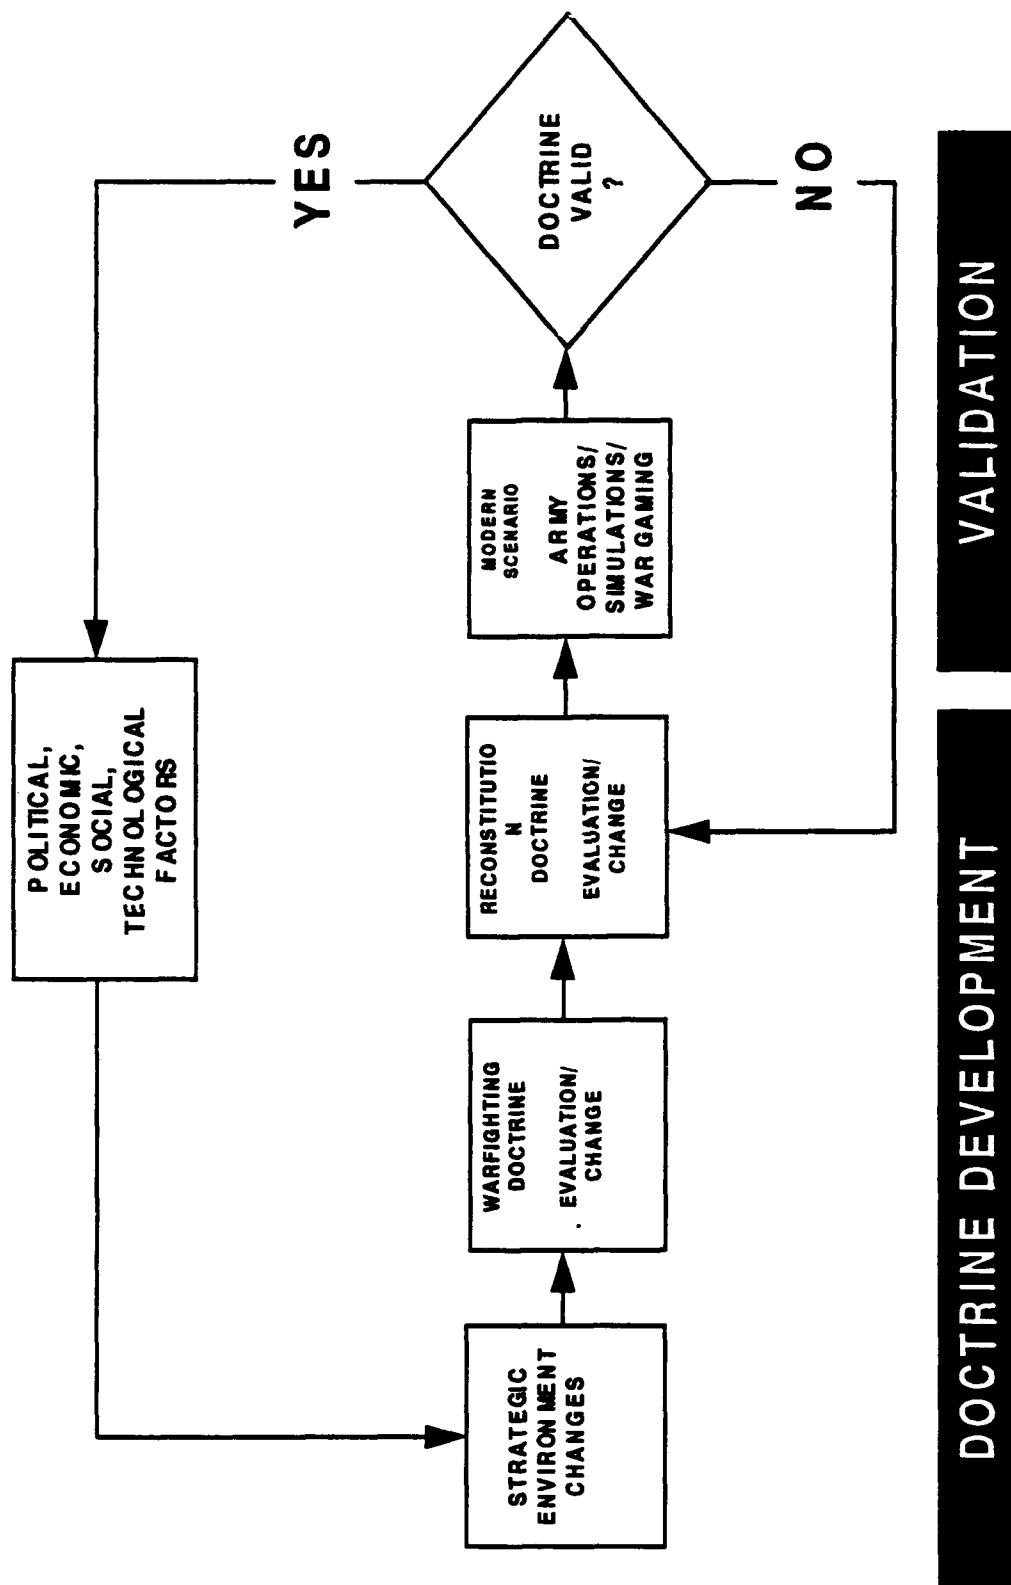 POLITICAL,
ECONOMIC,
SOCIAL,
TECHNOLOGICAL
FACTORS
YES
STRATEGIC
ENVIRONMENT
CHANGES
WARFIGHTING
DOCTRINE
EVALUATION/
CHANGE
RECONSTITUTIO
N
DOCTRINE
EVALUATION/
CHANGE
MODERN
SCENARIO
ARMY
OPERATIONS/
SIMULATIONS/
WAR GAMING
DOCTRINE
VALID
?
NO
DOCTRINE DEVELOPMENT
VALIDATION